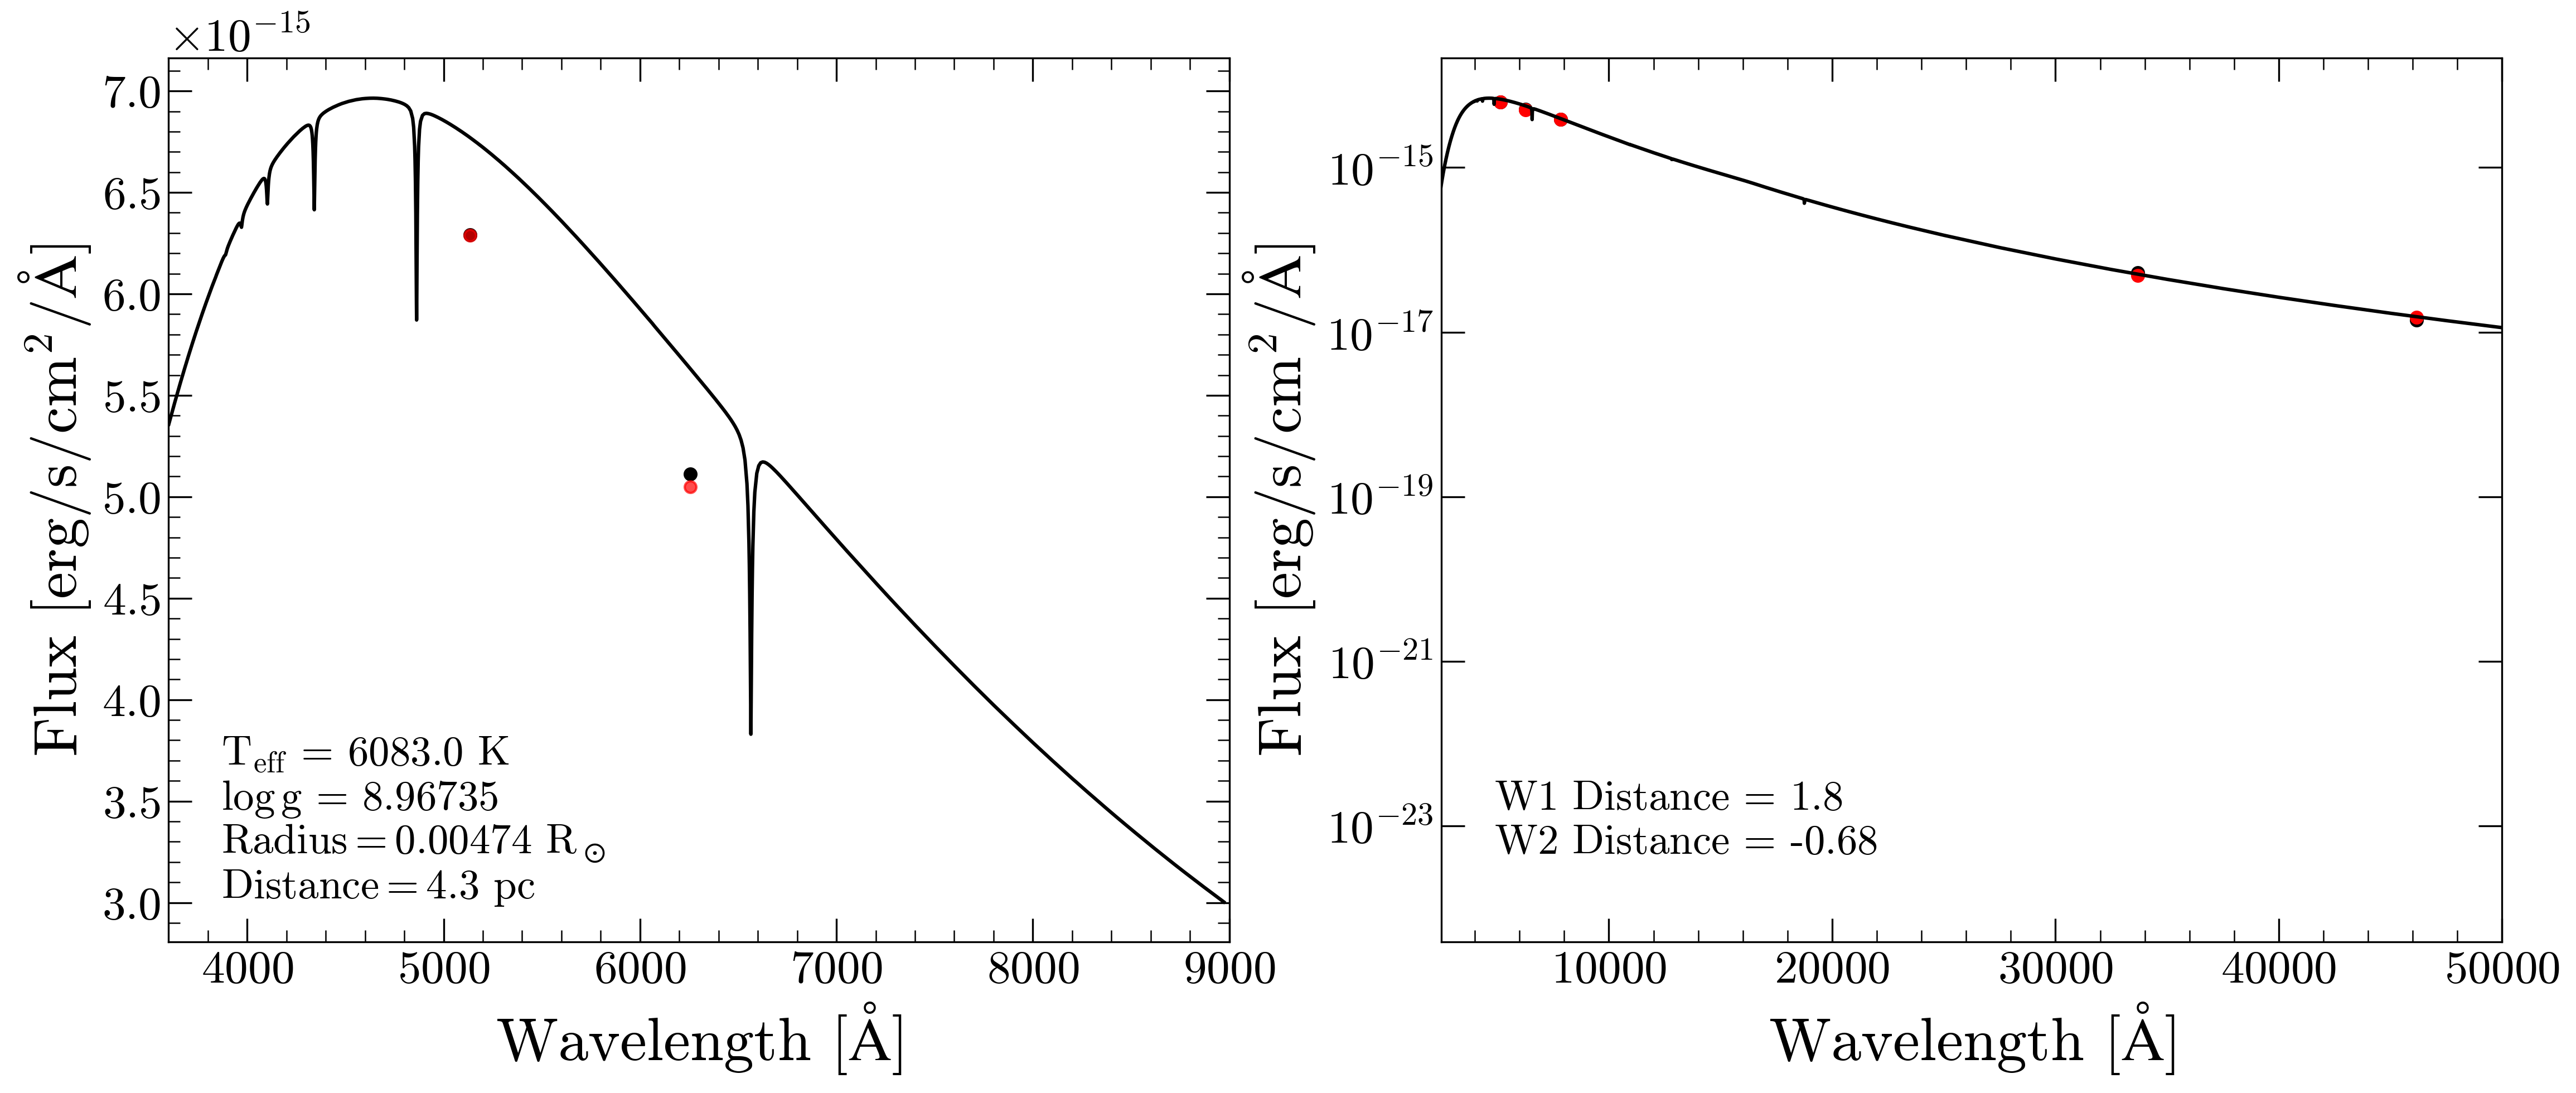 ×10⁻¹⁵
7.0
6.5
6.0
5.5
5.0
4.5
4.0
3.5
3.0
Flux [erg/s/cm²/Å]
T_eff = 6083.0 K
log g = 8.96735
Radius = 0.00474 R_⊙
Distance = 4.3 pc
4000 5000 6000 7000 8000 9000
Wavelength [Å]
10⁻¹⁵
10⁻¹⁷
10⁻¹⁹
10⁻²¹
10⁻²³
Flux [erg/s/cm²/Å]
W1 Distance = 1.8
W2 Distance = -0.68
10000 20000 30000 40000 50000
Wavelength [Å]